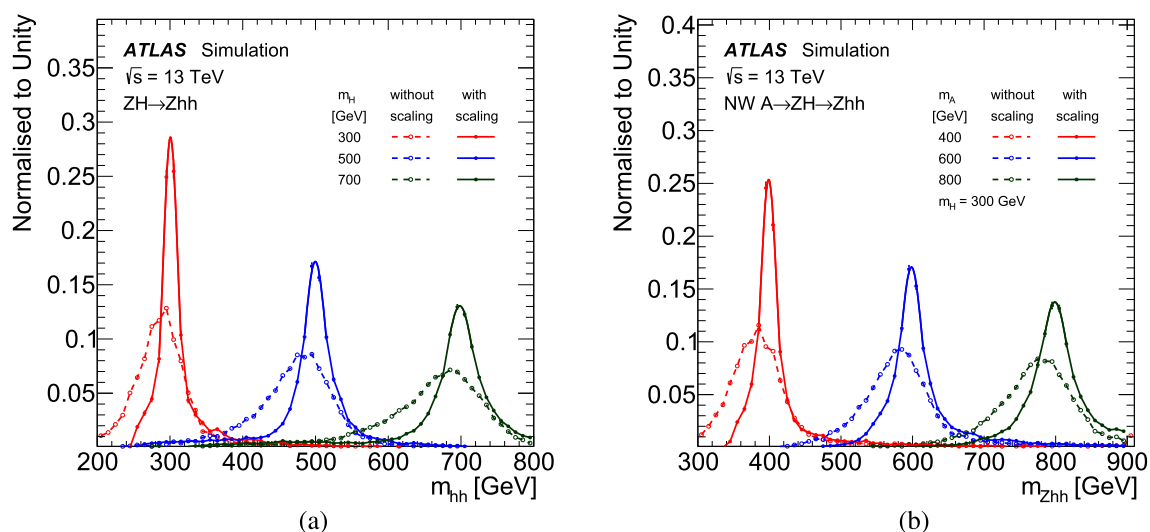 Normalised to Unity
0.35
0.3
0.25
0.2
0.15
0.1
0.05
ATLAS Simulation
√s = 13 TeV
ZH→Zhh
m_H [GeV] without scaling with scaling
300
500
700
200 300 400 500 600 700 800
m_hh [GeV]
(a)
Normalised to Unity
0.4
0.35
0.3
0.25
0.2
0.15
0.1
0.05
ATLAS Simulation
√s = 13 TeV
NW A→ZH→Zhh
m_A [GeV] without scaling with scaling
400
600
800
m_H = 300 GeV
300 400 500 600 700 800 900
m_Zhh [GeV]
(b)